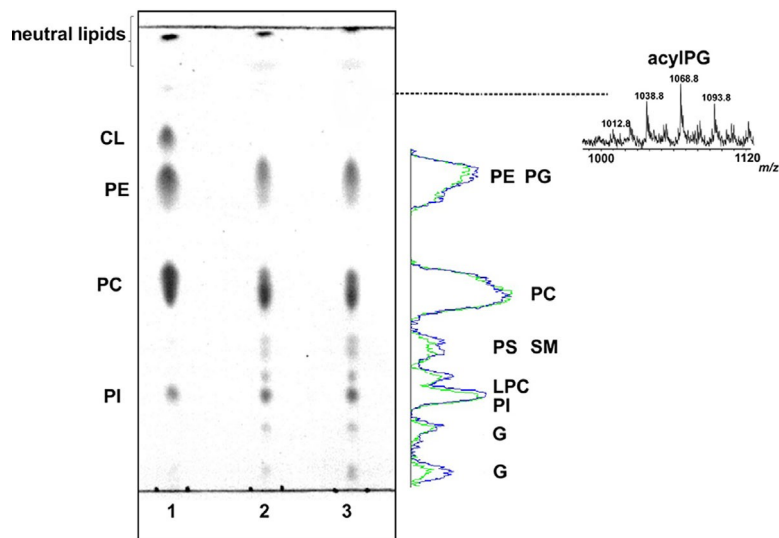 neutral lipids
CL
PE
PC
PI
1 2 3
acylPG
1012.8 1038.8 1068.8 1093.8
1000 1120
m/z
PE PG
PC
PS SM
LPC
PI
G
G